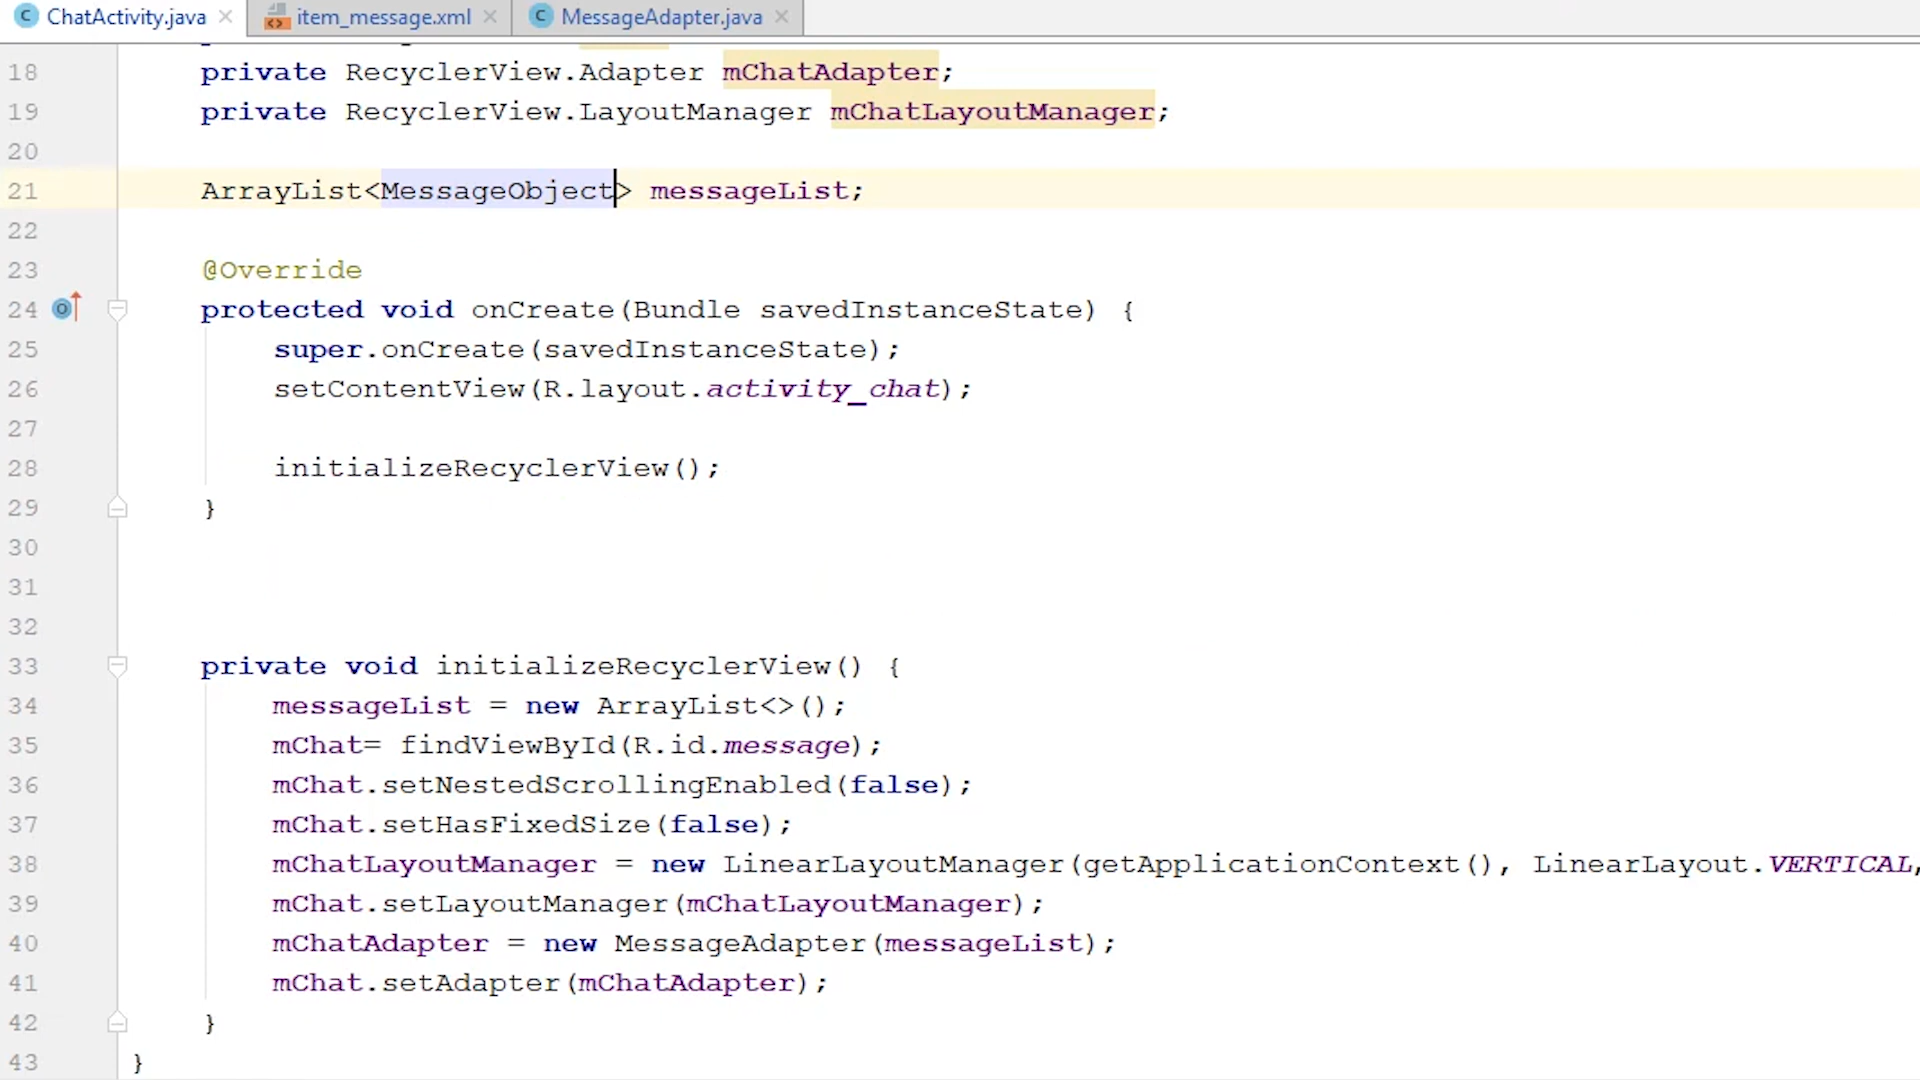 ChatActivity.java item_message.xml MessageAdapter.java
18 private RecyclerView.Adapter mChatAdapter;
19 private RecyclerView.LayoutManager mChatLayoutManager;
20
21 ArrayList<MessageObject> messageList;
22
23 @Override
24 protected void onCreate(Bundle savedInstanceState) {
25 super.onCreate(savedInstanceState);
26 setContentView(R.layout.activity_chat);
27
28 initializeRecyclerView();
29 }
30
31
32
33 private void initializeRecyclerView() {
34 messageList = new ArrayList<>();
35 mChat= findViewById(R.id.message);
36 mChat.setNestedScrollingEnabled(false);
37 mChat.setHasFixedSize(false);
38 mChatLayoutManager = new LinearLayoutManager(getApplicationContext(), LinearLayout.VERTICAL,
39 mChat.setLayoutManager(mChatLayoutManager);
40 mChatAdapter = new MessageAdapter(messageList);
41 mChat.setAdapter(mChatAdapter);
42 }
43 }